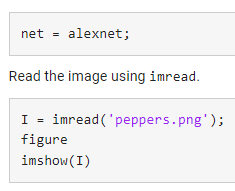 net = alexnet;
Read the image using imread.
I = imread('peppers.png');
figure
imshow(I)